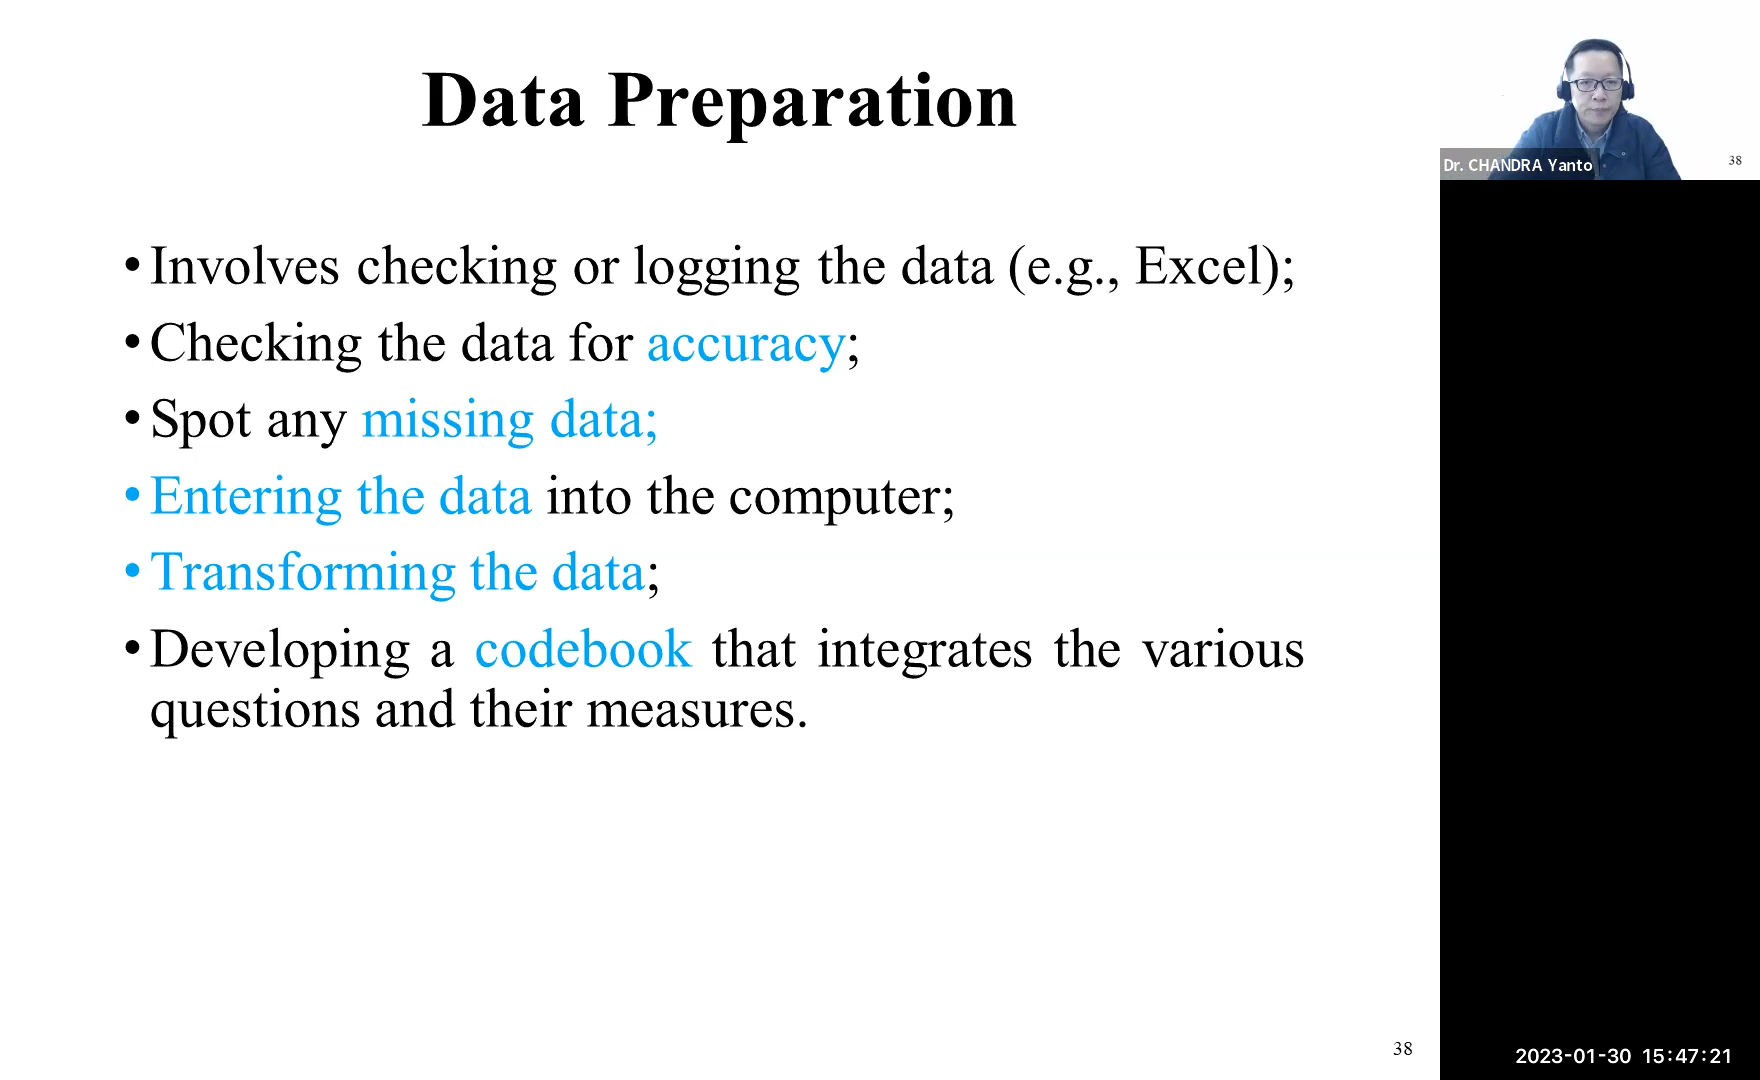 Data Preparation
Dr. CHANDRA Yanto
38
• Involves checking or logging the data (e.g., Excel);
• Checking the data for accuracy;
• Spot any missing data;
• Entering the data into the computer;
• Transforming the data;
• Developing a codebook that integrates the various
questions and their measures.
38
2023-01-30 15:47:21